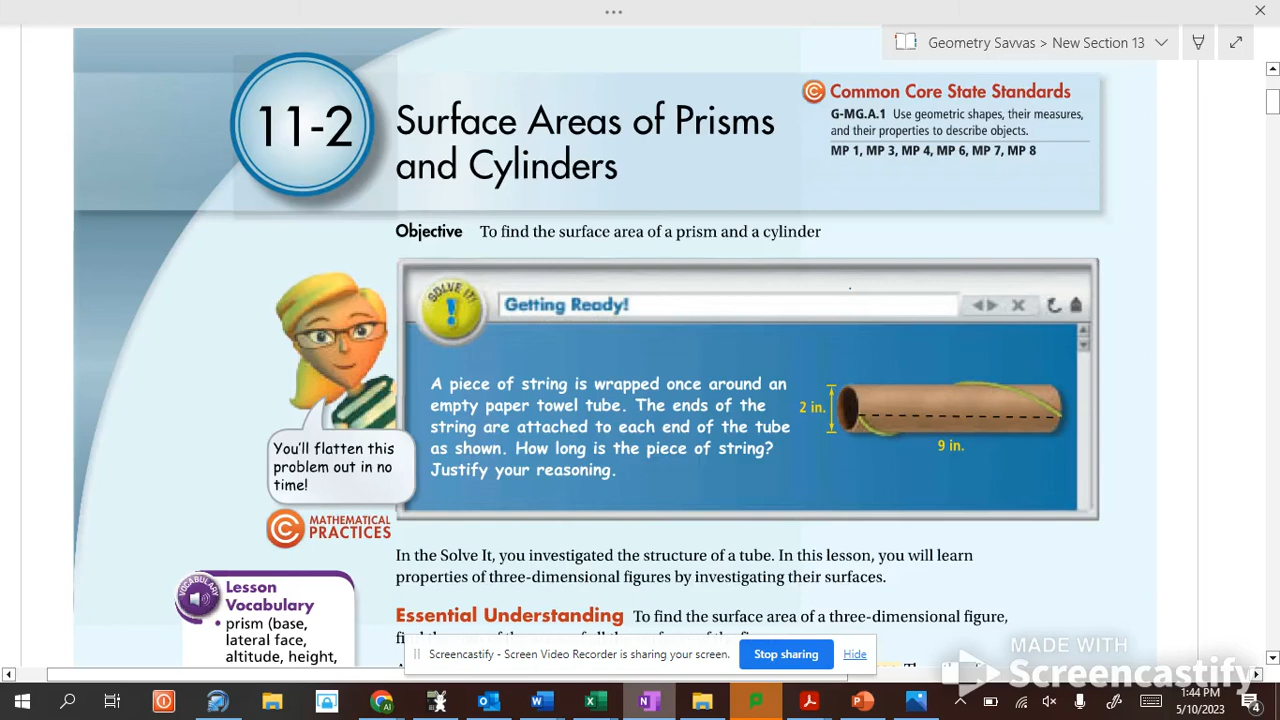 Geometry Savvas > New Section 13
11-2
Surface Areas of Prisms
and Cylinders
Common Core State Standards
G-MG.A.1 Use geometric shapes, their measures,
and their properties to describe objects.
MP 1, MP 3, MP 4, MP 6, MP 7, MP 8
Objective To find the surface area of a prism and a cylinder
SOLVE IT!
Getting Ready!
A piece of string is wrapped once around an
empty paper towel tube. The ends of the
string are attached to each end of the tube
as shown. How long is the piece of string?
Justify your reasoning.
2 in.
9 in.
You'll flatten this
problem out in no
time!
MATHEMATICAL
PRACTICES
In the Solve It, you investigated the structure of a tube. In this lesson, you will learn
properties of three-dimensional figures by investigating their surfaces.
VOCABULARY
Lesson
Vocabulary
• prism (base,
lateral face,
altitude, height,
Essential Understanding To find the surface area of a three-dimensional figure,
Screencastify - Screen Video Recorder is sharing your screen.
Stop sharing
Hide
MADE WITH
Screencastify
1:44 PM
5/10/2023
4